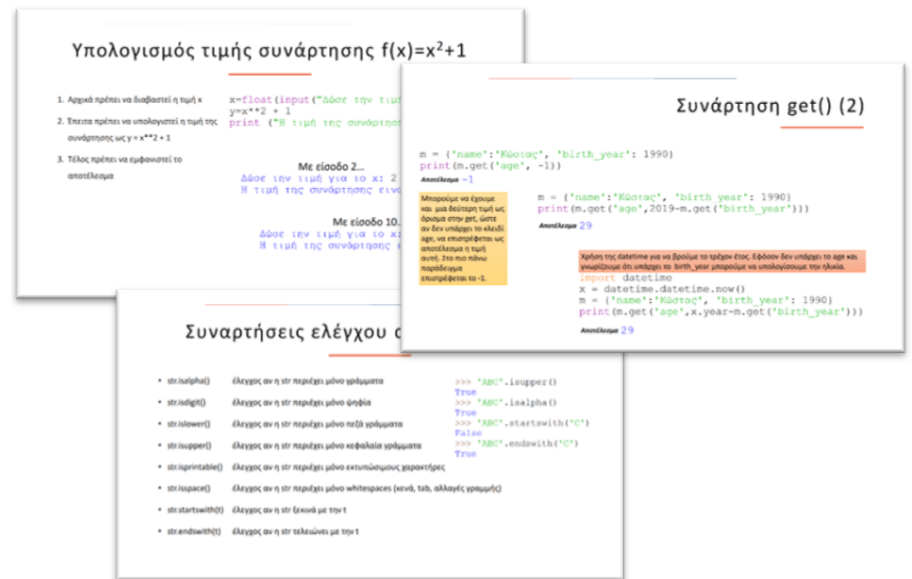 Υπολογισμός τιμής συνάρτησης f(x)=x²+1
1. Αρχικά πρέπει να διαβαστεί η τιμή x
2. Έπειτα πρέπει να υπολογιστεί η τιμή της
συνάρτησης ως y = x**2 + 1
3. Τέλος πρέπει να εμφανιστεί το
αποτέλεσμα
x=float(input("Δώσε την τιμ
y=x**2 + 1
print ("Η τιμή της συνάρτησ
Με είσοδο 2...
Δώσε την τιμή για το x: 2
Η τιμή της συνάρτησης είνα
Με είσοδο 10.
Δώσε την τιμή για το x:
Η τιμή της συνάρτησης
Συνάρτηση get() (2)
m = {'name':'Κώστας', 'birth_year': 1990}
print(m.get('age', -1))
Αποτέλεσμα -1
Μπορούμε να έχουμε
και μια δεύτερη τιμή ως
όρισμα στην get, ώστε
αν δεν υπάρχει το κλειδί
age, να επιστρέφεται ως
αποτέλεσμα η τιμή
αυτή. Στο πιο πάνω
παράδειγμα
επιστρέφεται το -1.
m = {'name':'Κώστας', 'birth_year': 1990}
print(m.get('age',2019-m.get('birth_year')))
Αποτέλεσμα 29
Χρήση της datetime για να βρούμε το τρέχον έτος. Εφόσον δεν υπάρχει το age και
γνωρίζουμε ότι υπάρχει το birth_year μπορούμε να υπολογίσουμε την ηλικία.
import datetime
x = datetime.datetime.now()
m = {'name':'Κώστας', 'birth_year': 1990}
print(m.get('age',x.year-m.get('birth_year')))
Αποτέλεσμα 29
Συναρτήσεις ελέγχου
• str.isalpha() έλεγχος αν η str περιέχει μόνο γράμματα
• str.isdigit() έλεγχος αν η str περιέχει μόνο ψηφία
• str.islower() έλεγχος αν η str περιέχει μόνο πεζά γράμματα
• str.isupper() έλεγχος αν η str περιέχει μόνο κεφαλαία γράμματα
• str.isprintable() έλεγχος αν η str περιέχει μόνο εκτυπώσιμους χαρακτήρες
• str.isspace() έλεγχος αν η str περιέχει μόνο whitespaces (κενά, tab, αλλαγές γραμμής)
• str.startswith(t) έλεγχος αν η str ξεκινά με την t
• str.endswith(t) έλεγχος αν η str τελειώνει με την t
>>> 'ABC'.isupper()
True
>>> 'ABC'.isalpha()
True
>>> 'ABC'.startswith('C')
False
>>> 'ABC'.endswith('C')
True